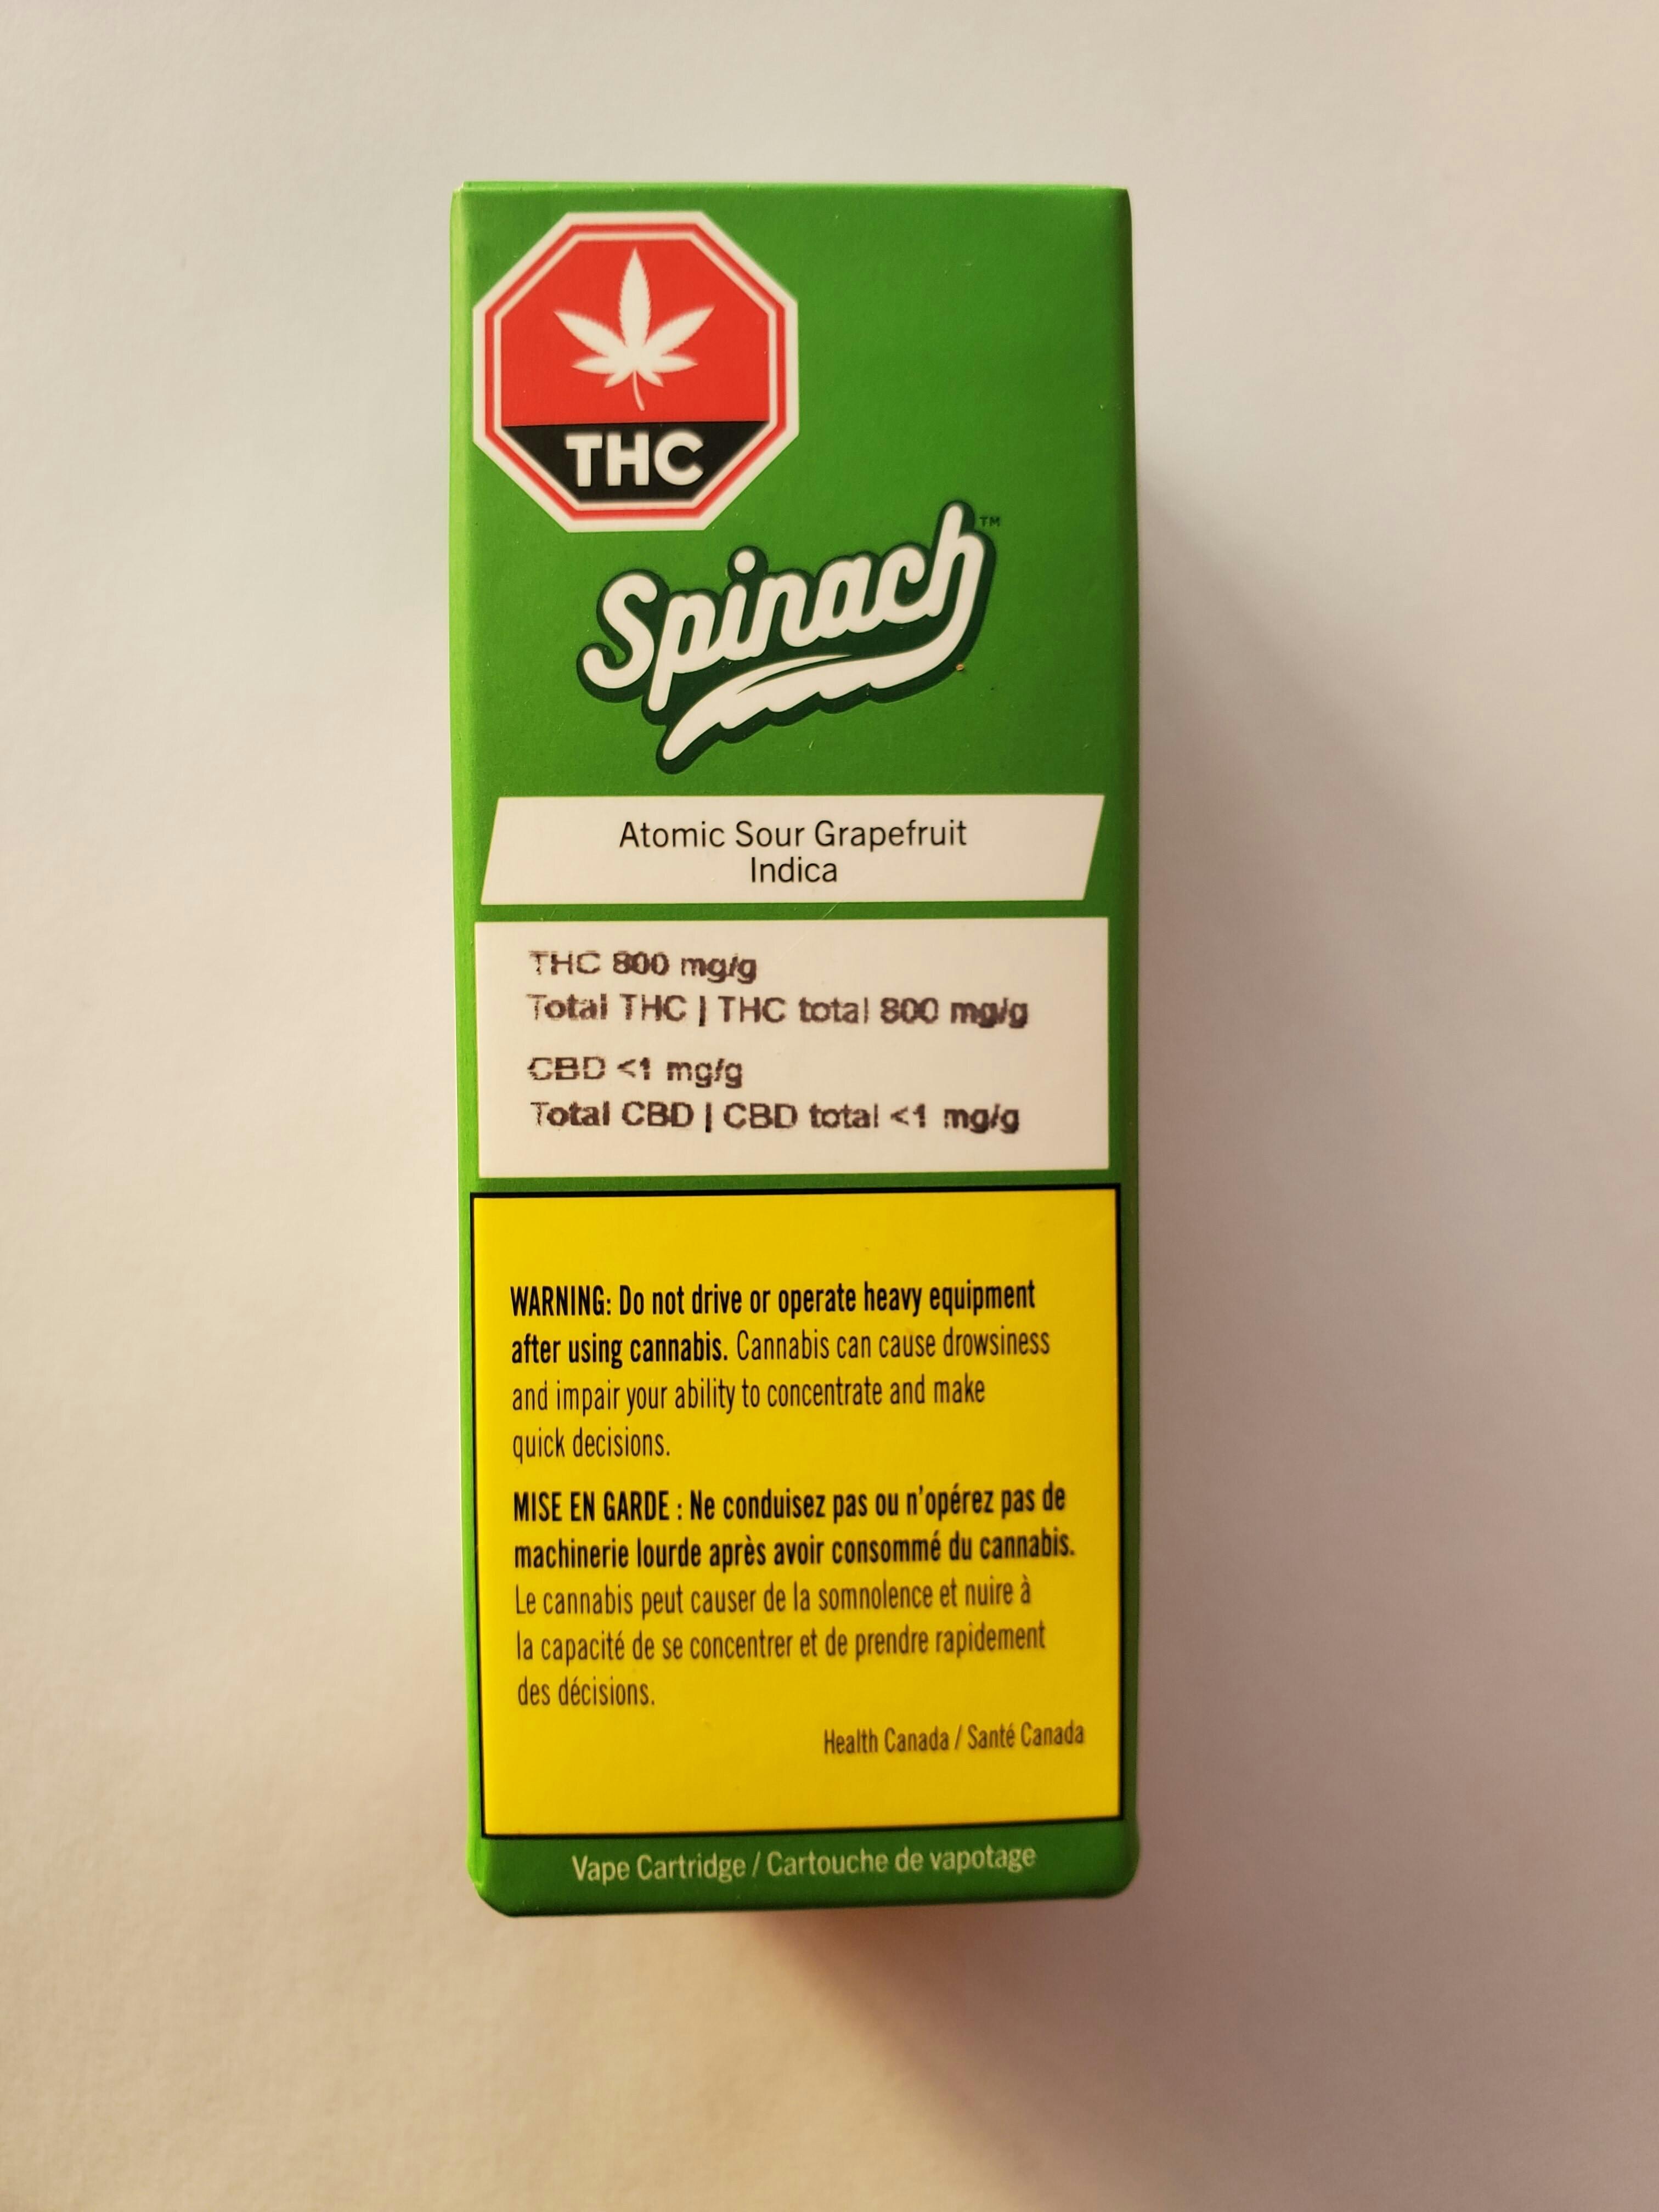 THC
Spinach™
Atomic Sour Grapefruit
Indica
THC 800 mg/g
Total THC | THC total 800 mg/g
CBD <1 mg/g
Total CBD | CBD total <1 mg/g
WARNING: Do not drive or operate heavy equipment
after using cannabis. Cannabis can cause drowsiness
and impair your ability to concentrate and make
quick decisions.
MISE EN GARDE : Ne conduisez pas ou n’opérez pas de
machinerie lourde après avoir consommé du cannabis.
Le cannabis peut causer de la somnolence et nuire à
la capacité de se concentrer et de prendre rapidement
des décisions.
Health Canada / Santé Canada
Vape Cartridge / Cartouche de vapotage